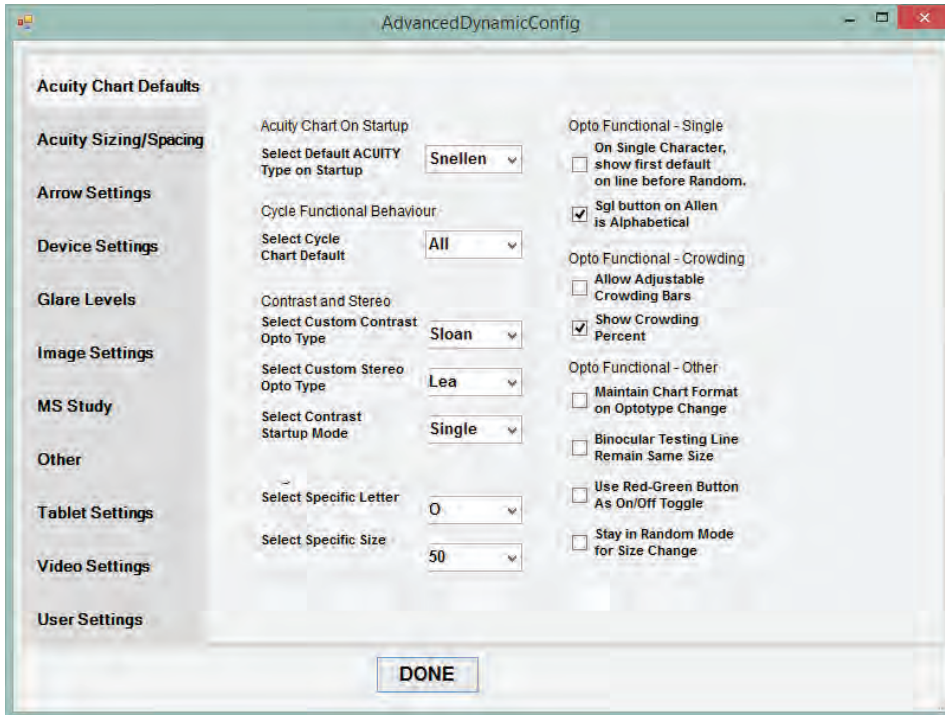 AdvancedDynamicConfig
Acuity Chart Defaults
Acuity Sizing/Spacing
Arrow Settings
Device Settings
Glare Levels
Image Settings
MS Study
Other
Tablet Settings
Video Settings
User Settings
Acuity Chart On Startup
Select Default ACUITY
Type on Startup
Snellen
Cycle Functional Behaviour
Select Cycle
Chart Default
All
Contrast and Stereo
Select Custom Contrast
Opto Type
Sloan
Select Custom Stereo
Opto Type
Lea
Select Contrast
Startup Mode
Single
Select Specific Letter
O
Select Specific Size
50
Opto Functional - Single
On Single Character,
show first default
on line before Random.
Sgl button on Allen
is Alphabetical
Opto Functional - Crowding
Allow Adjustable
Crowding Bars
Show Crowding
Percent
Opto Functional - Other
Maintain Chart Format
on Optotype Change
Binocular Testing Line
Remain Same Size
Use Red-Green Button
As On/Off Toggle
Stay in Random Mode
for Size Change
DONE